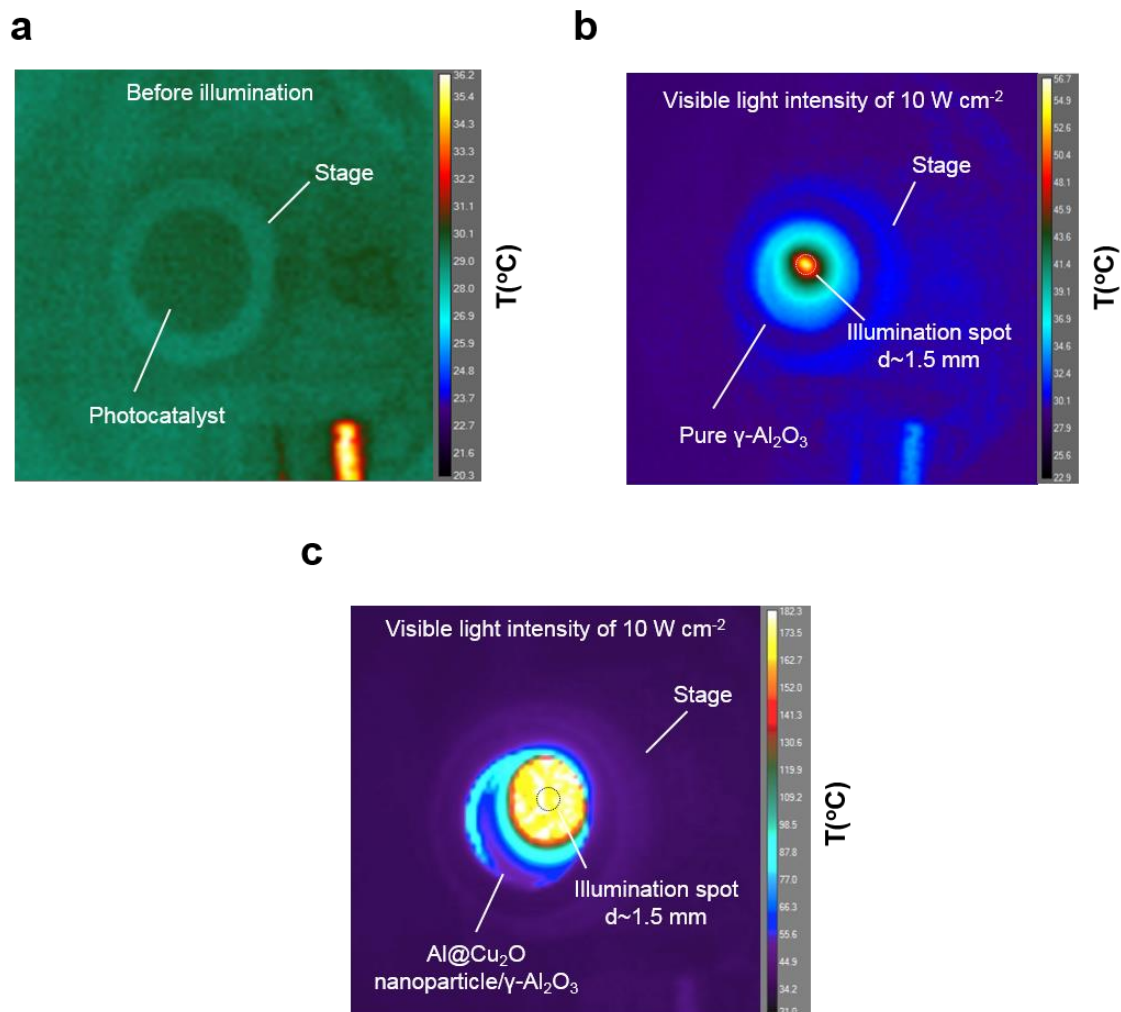 a
Before illumination
Stage
Photocatalyst
36.2
35.4
34.3
33.3
32.2
31.1
30.1
29.0
28.0
26.9
25.9
24.8
23.7
22.7
21.6
20.3
T(°C)
b
Visible light intensity of 10 W cm⁻²
Stage
Illumination spot
d~1.5 mm
Pure γ-Al₂O₃
56.7
54.9
52.6
50.4
48.1
45.9
43.6
41.4
39.1
36.9
34.6
32.4
30.1
27.9
25.6
22.9
T(°C)
c
Visible light intensity of 10 W cm⁻²
Stage
Illumination spot
d~1.5 mm
Al@Cu₂O
nanoparticle/γ-Al₂O₃
182.3
173.5
162.7
152.0
141.3
130.6
119.9
109.2
98.5
87.8
77.0
66.3
55.6
44.9
34.2
T(°C)